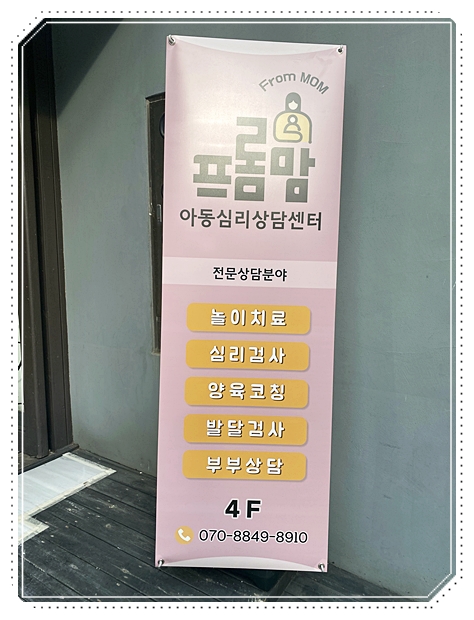 From MOM
프롬맘
아동심리상담센터
전문상담분야
놀이치료
심리검사
양육코칭
발달검사
부부상담
4F
070-8849-8910